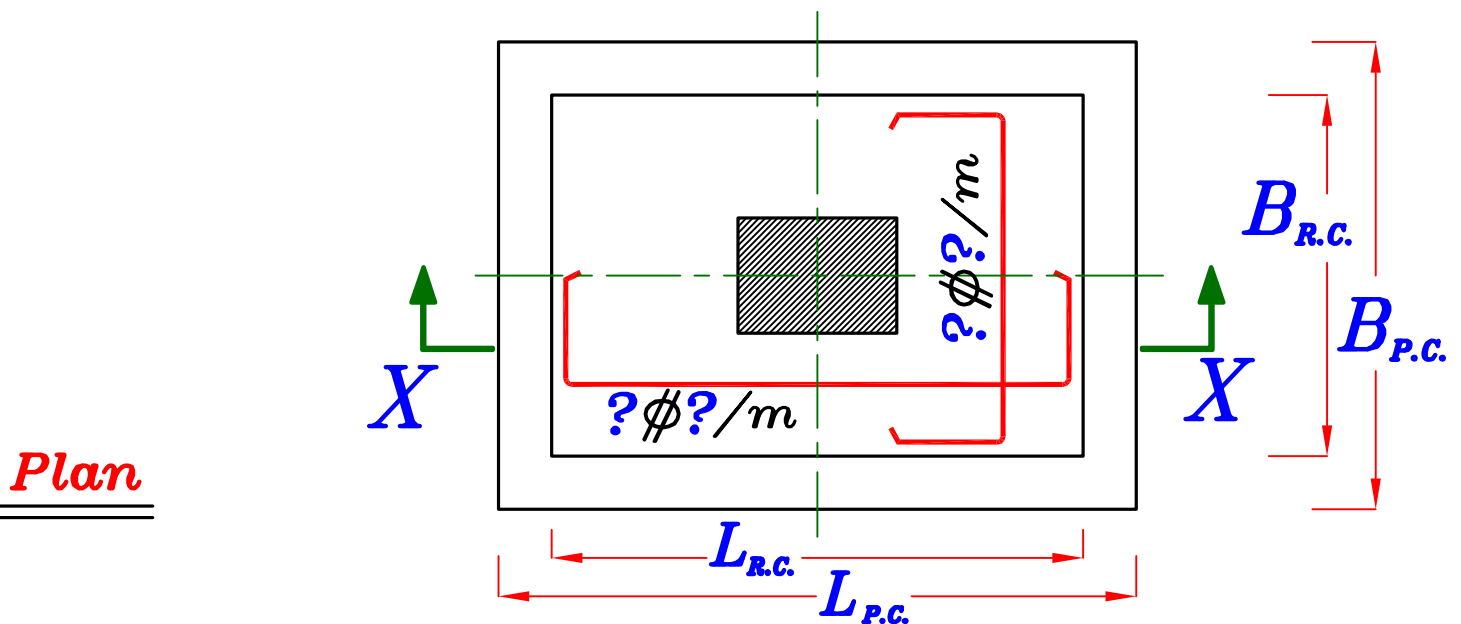 ?φ?/m
B R.C.
B P.C.
X X
?φ?/m
Plan
L R.C.
L P.C.